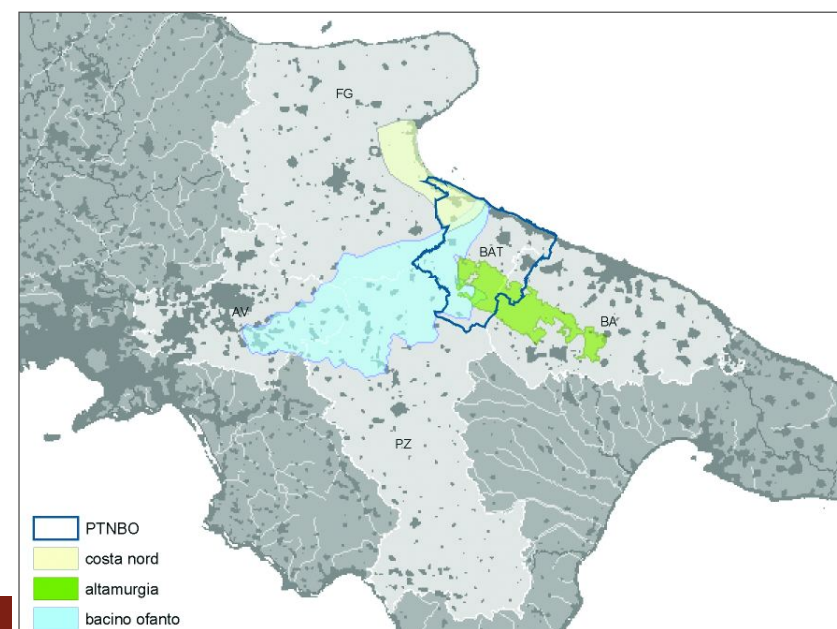 FG
BAT
BA
AV
PZ
PTNBO
costa nord
altamurgia
bacino ofanto